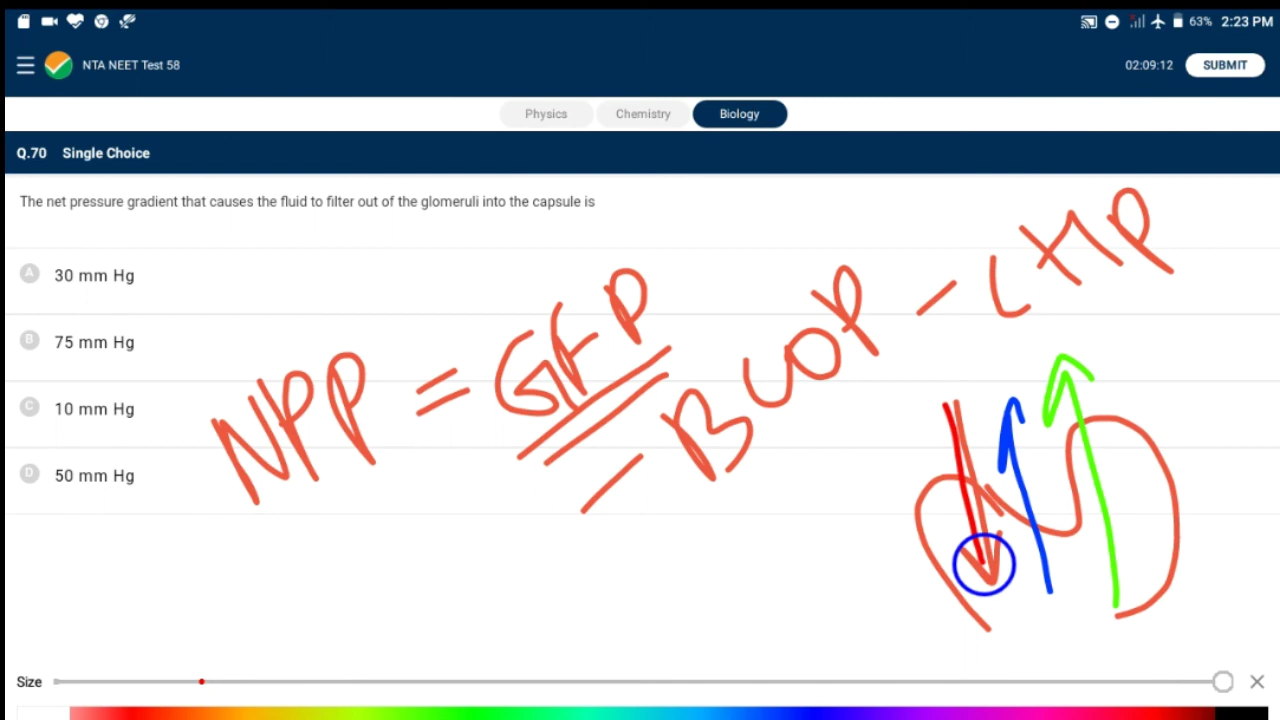 63% 2:23 PM
NTA NEET Test 58
02:09:12 SUBMIT
Physics Chemistry Biology
Q.70 Single Choice
The net pressure gradient that causes the fluid to filter out of the glomeruli into the capsule is
A 30 mm Hg
B 75 mm Hg
C 10 mm Hg
D 50 mm Hg
NPP = GFP
- BCOP - CHP
Size